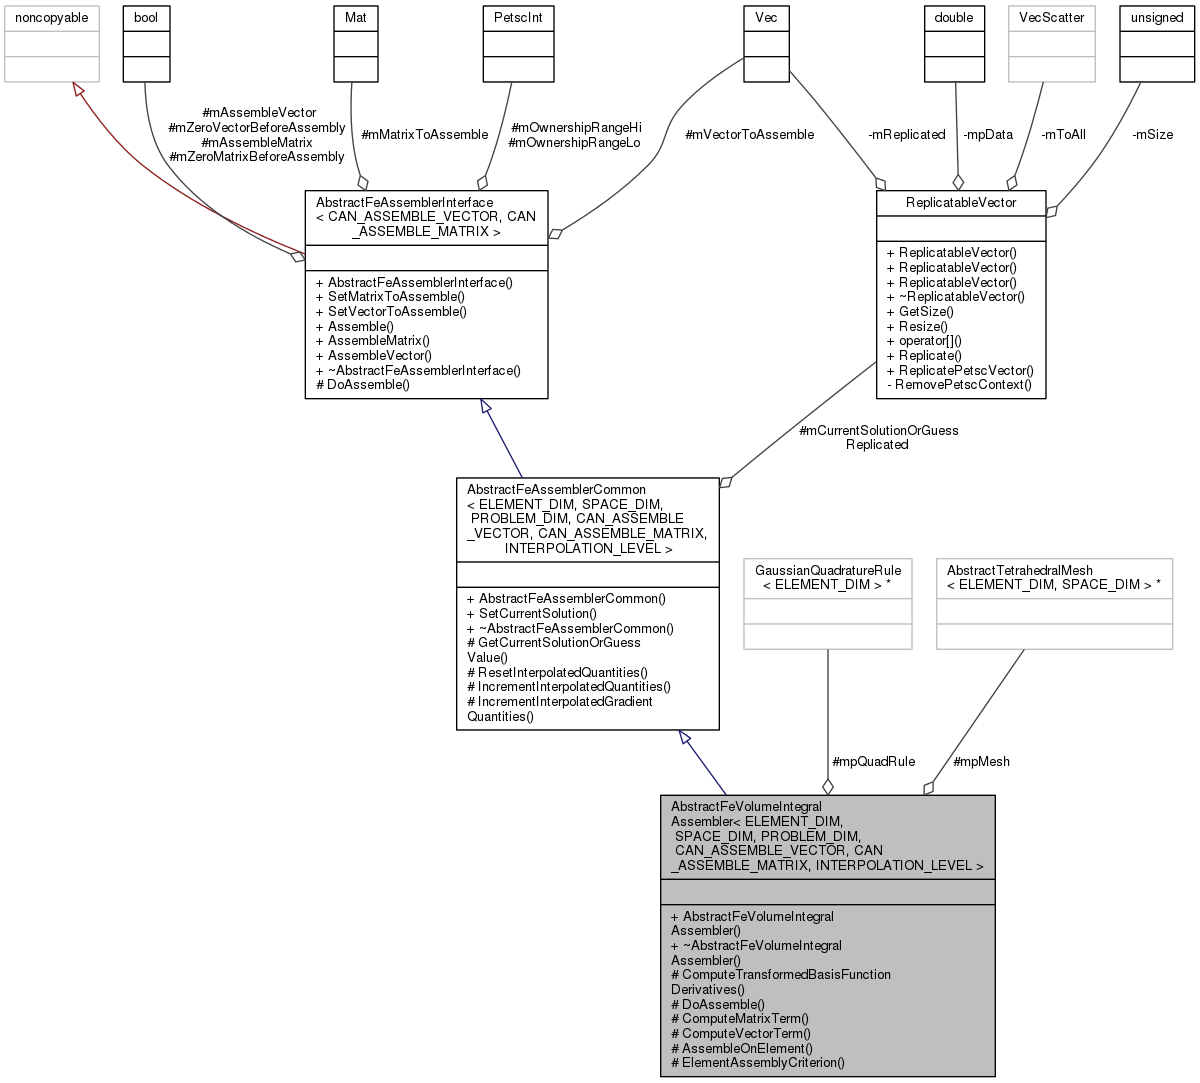 noncopyable
bool
Mat
PetscInt
Vec
double
VecScatter
unsigned
#mAssembleVector
#mZeroVectorBeforeAssembly
#mAssembleMatrix
#mZeroMatrixBeforeAssembly
#mMatrixToAssemble
#mOwnershipRangeHi
#mOwnershipRangeLo
#mVectorToAssemble
-mReplicated
-mpData
-mToAll
-mSize
AbstractFeAssemblerInterface
< CAN_ASSEMBLE_VECTOR, CAN
_ASSEMBLE_MATRIX >
+ AbstractFeAssemblerInterface()
+ SetMatrixToAssemble()
+ SetVectorToAssemble()
+ Assemble()
+ AssembleMatrix()
+ AssembleVector()
+ ~AbstractFeAssemblerInterface()
# DoAssemble()
ReplicatableVector
+ ReplicatableVector()
+ ReplicatableVector()
+ ReplicatableVector()
+ ~ReplicatableVector()
+ GetSize()
+ Resize()
+ operator[]()
+ Replicate()
+ ReplicatePetscVector()
- RemovePetscContext()
#mCurrentSolutionOrGuess
Replicated
AbstractFeAssemblerCommon
< ELEMENT_DIM, SPACE_DIM,
PROBLEM_DIM, CAN_ASSEMBLE
_VECTOR, CAN_ASSEMBLE_MATRIX,
INTERPOLATION_LEVEL >
+ AbstractFeAssemblerCommon()
+ SetCurrentSolution()
+ ~AbstractFeAssemblerCommon()
# GetCurrentSolutionOrGuess
Value()
# ResetInterpolatedQuantities()
# IncrementInterpolatedQuantities()
# IncrementInterpolatedGradient
Quantities()
GaussianQuadratureRule
< ELEMENT_DIM > *
AbstractTetrahedralMesh
< ELEMENT_DIM, SPACE_DIM > *
#mpQuadRule
#mpMesh
AbstractFeVolumeIntegral
Assembler< ELEMENT_DIM,
SPACE_DIM, PROBLEM_DIM,
CAN_ASSEMBLE_VECTOR, CAN
_ASSEMBLE_MATRIX, INTERPOLATION_LEVEL >
+ AbstractFeVolumeIntegral
Assembler()
+ ~AbstractFeVolumeIntegral
Assembler()
# ComputeTransformedBasisFunction
Derivatives()
# DoAssemble()
# ComputeMatrixTerm()
# ComputeVectorTerm()
# AssembleOnElement()
# ElementAssemblyCriterion()